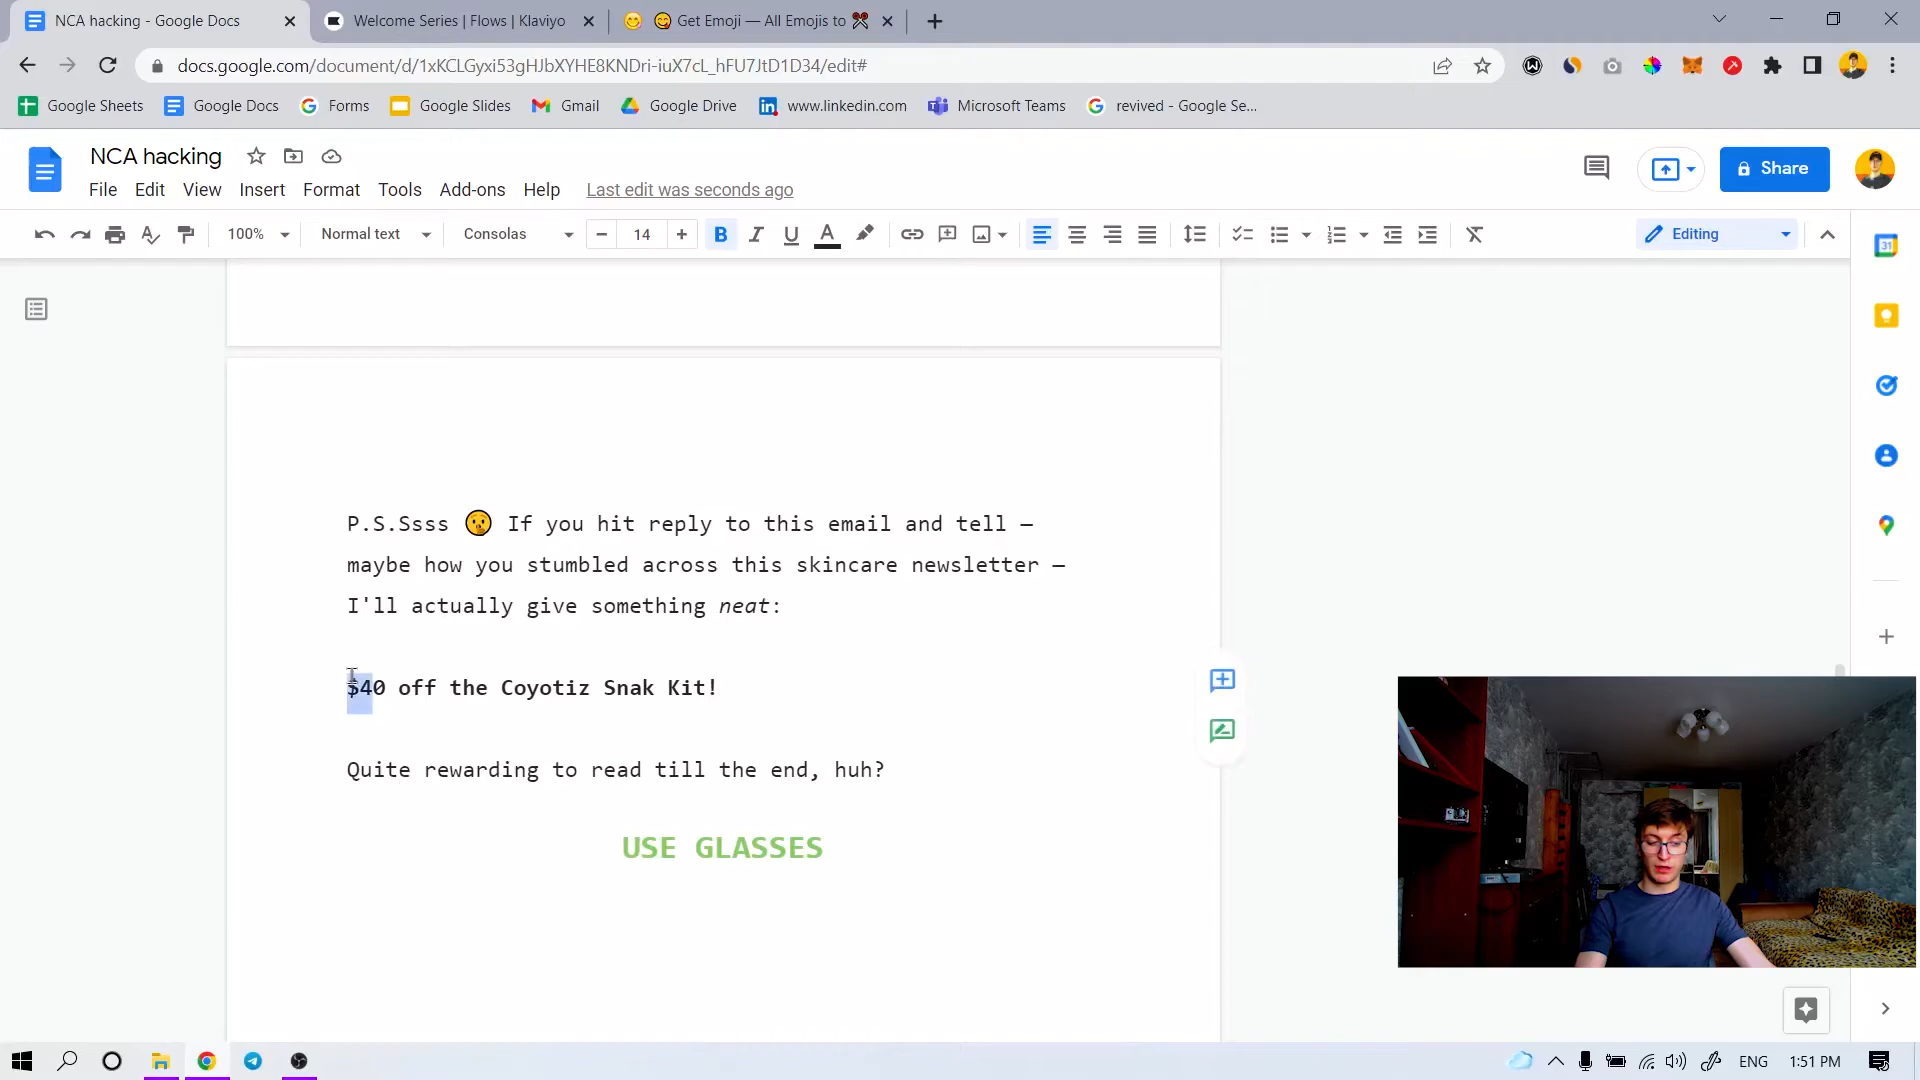 NCA hacking - Google Docs
Welcome Series | Flows | Klaviyo
Get Emoji — All Emojis to
docs.google.com/document/d/1xKCLGyxi53gHJbXYHE8KNDri-iuX7cL_hFU7JtD1D34/edit#
Google Sheets
Google Docs
Forms
Google Slides
Gmail
Google Drive
www.linkedin.com
Microsoft Teams
revived - Google Se...
NCA hacking
File Edit View Insert Format Tools Add-ons Help Last edit was seconds ago
Share
100% Normal text Consolas 14 B I U A Editing
P.S.Ssss 🤫 If you hit reply to this email and tell —
maybe how you stumbled across this skincare newsletter —
I'll actually give something neat:
$40 off the Coyotiz Snak Kit!
Quite rewarding to read till the end, huh?
USE GLASSES
ENG 1:51 PM